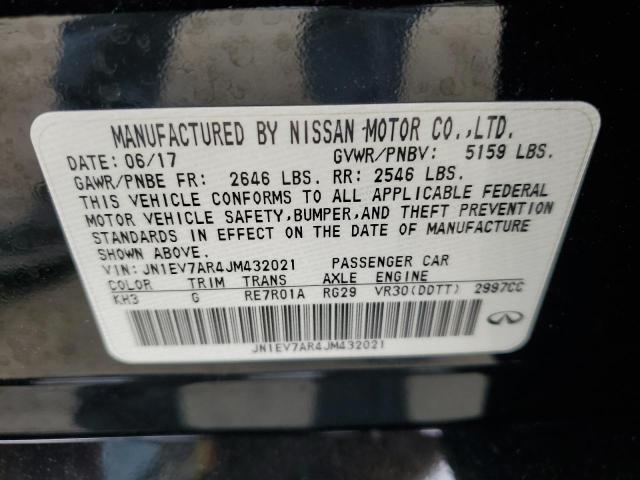 MANUFACTURED BY NISSAN MOTOR CO.,LTD.
DATE: 06/17 GVWR/PNBV: 5159 LBS.
GAWR/PNBE FR: 2646 LBS. RR: 2546 LBS.
THIS VEHICLE CONFORMS TO ALL APPLICABLE FEDERAL
MOTOR VEHICLE SAFETY,BUMPER,AND THEFT PREVENTION
STANDARDS IN EFFECT ON THE DATE OF MANUFACTURE
SHOWN ABOVE.
VIN: JN1EV7AR4JM432021 PASSENGER CAR
COLOR TRIM TRANS AXLE ENGINE
KH3 G RE7R01A RG29 VR30(DDTT) 2997CC
JN1EV7AR4JM432021